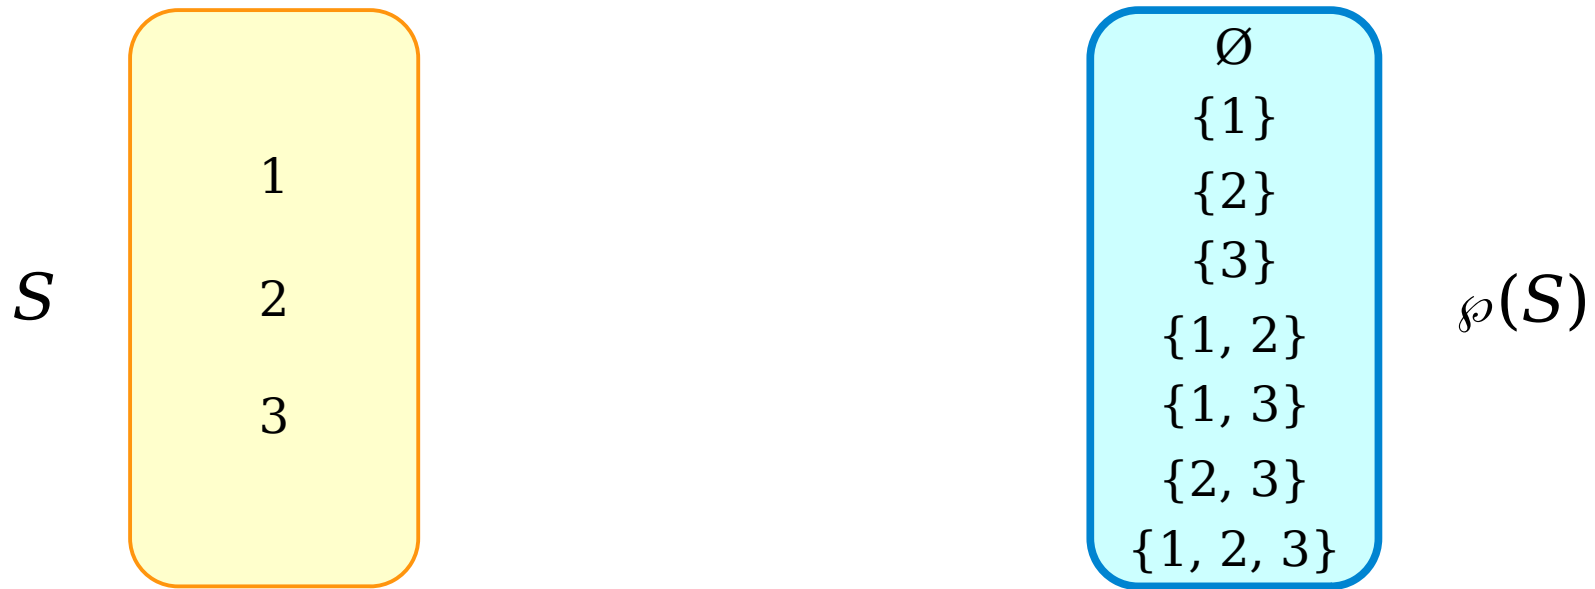 S
1
2
3
Ø
{1}
{2}
{3}
{1, 2}
{1, 3}
{2, 3}
{1, 2, 3}
℘(S)